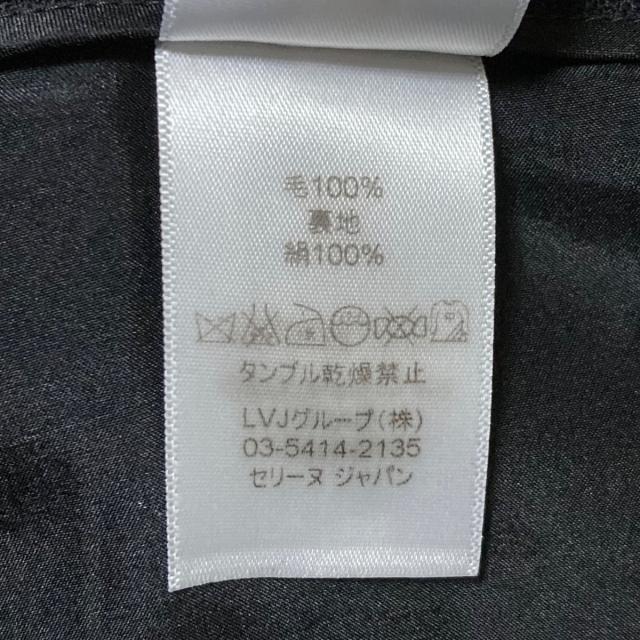 毛100%
裏地
絹100%
タンブル乾燥禁止
LVJグループ(株)
03-5414-2135
セリーヌ ジャパン